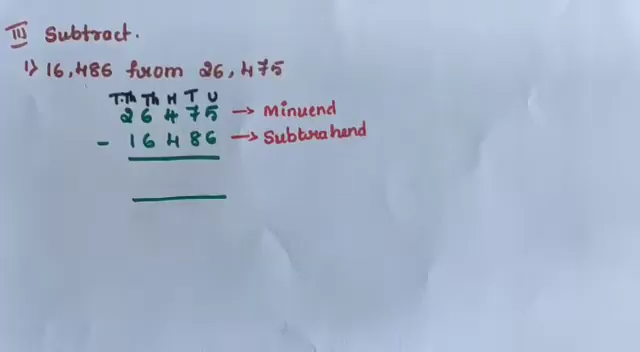 III Subtract.
1) 16,486 from 26,475
T.Th Th H T U
2 6 4 7 5 → Minuend
- 1 6 4 8 6 → Subtrahend